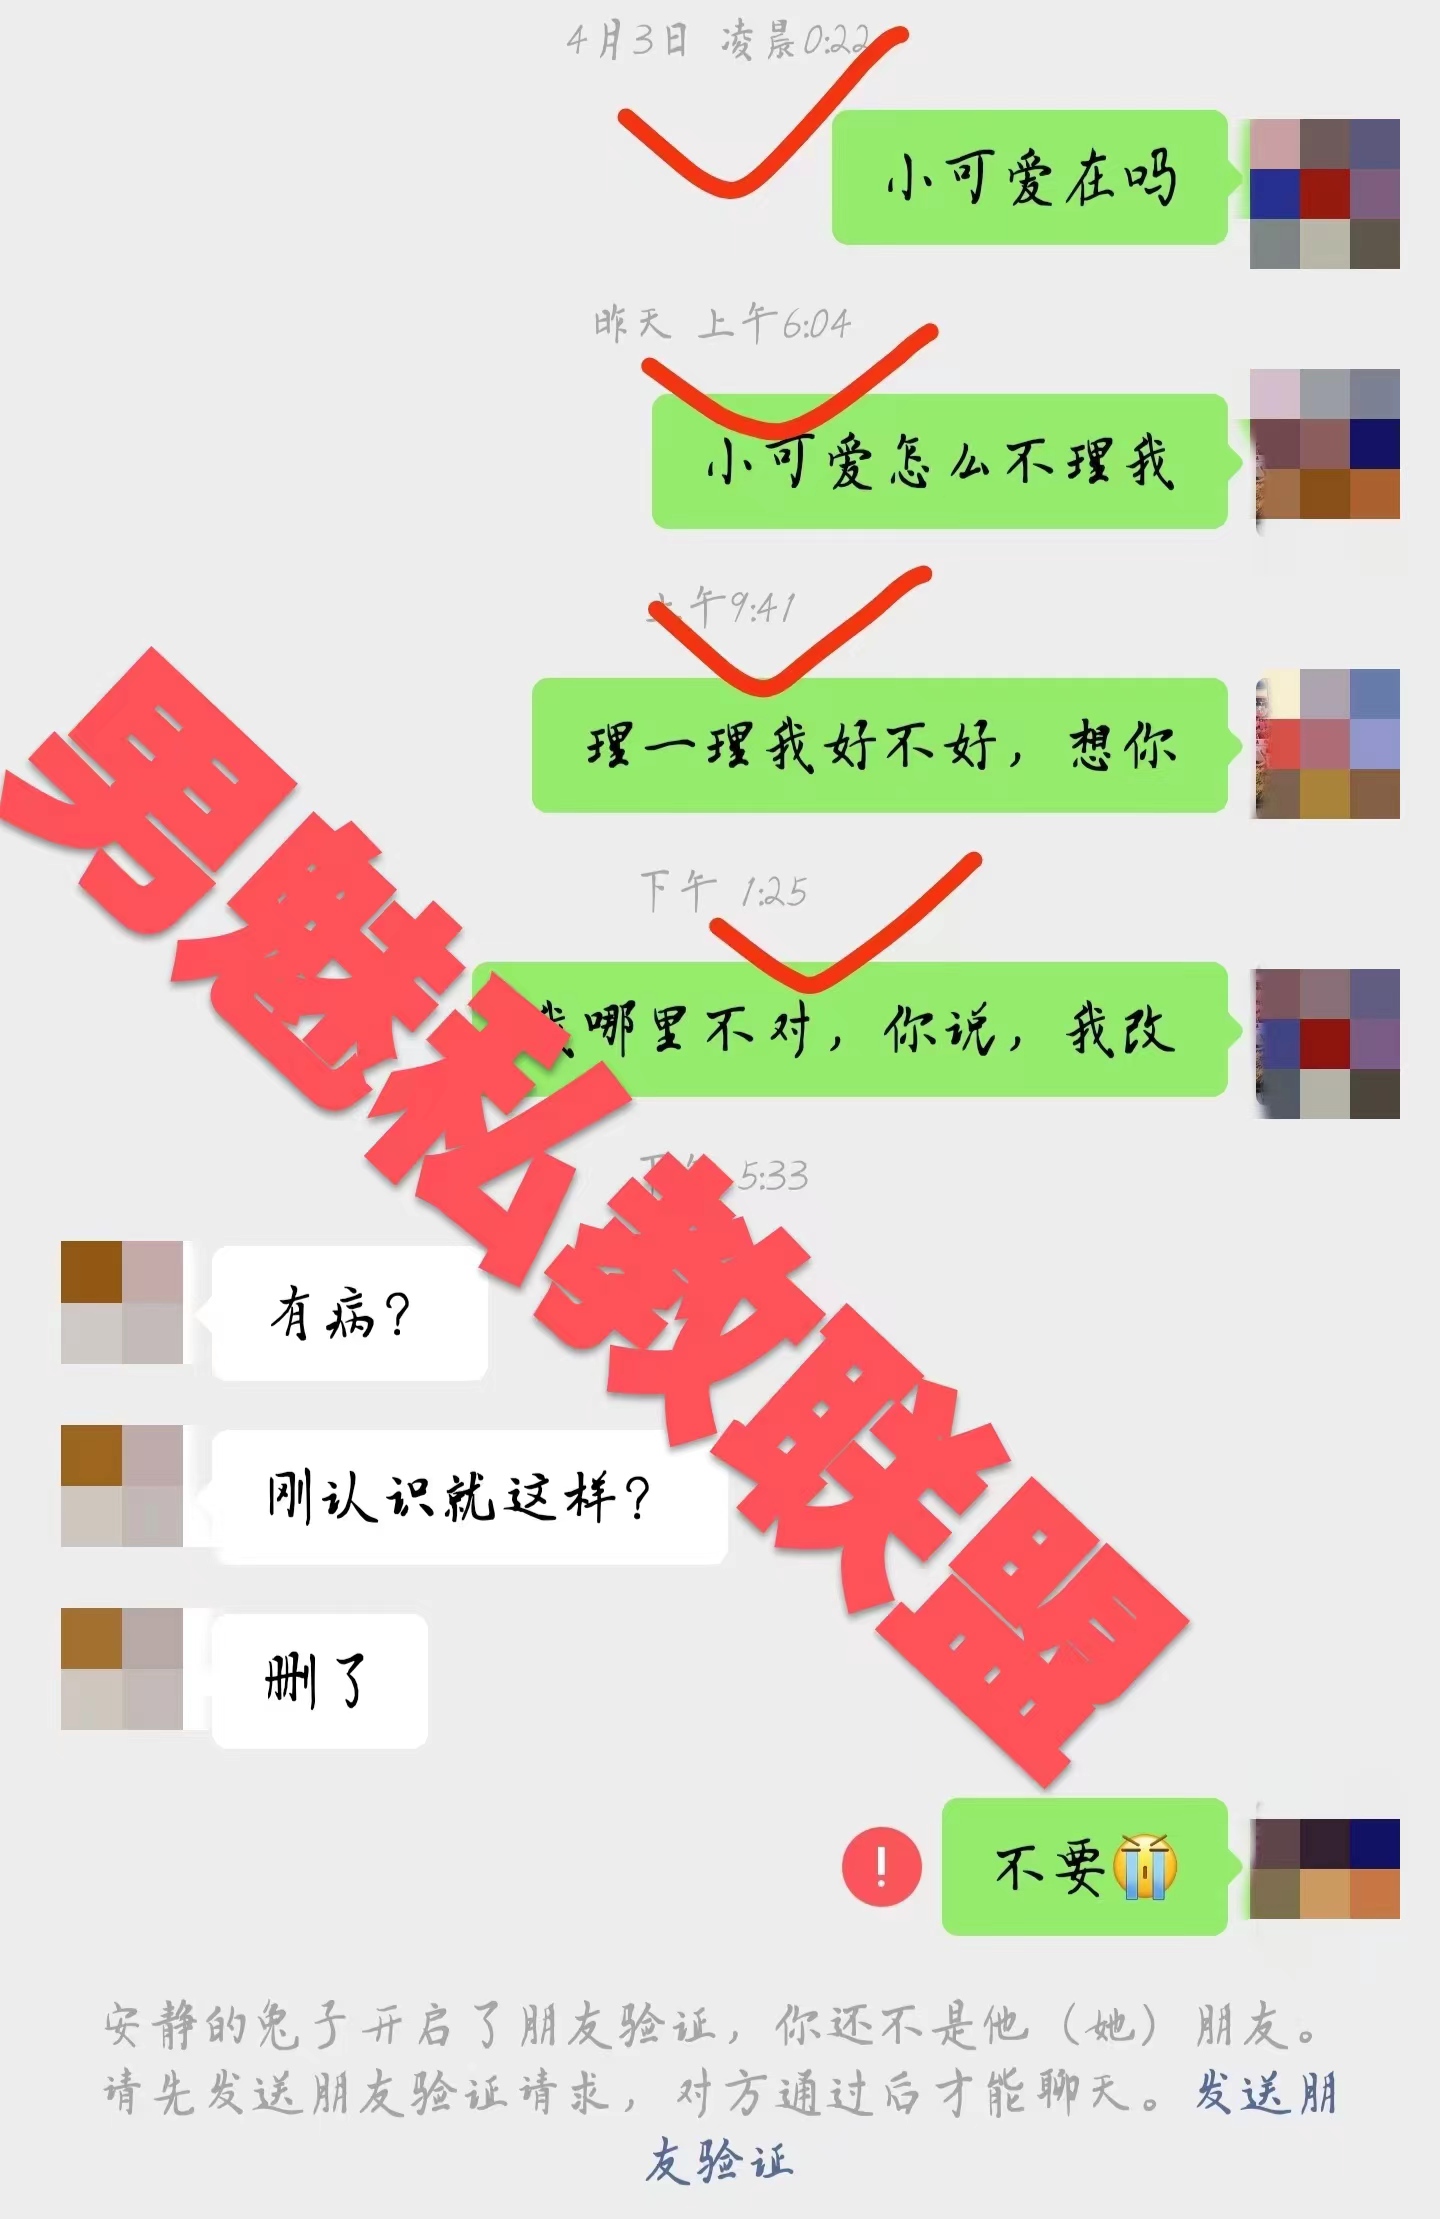 4月3日 凌晨0:22
小可爱在吗
昨天 上午6:04
小可爱怎么不理我
上午9:41
理一理我好不好，想你
下午 1:25
我哪里不对，你说，我改
下午 5:33
有病？
刚认识就这样？
删了
不要😭
安静的兔子开启了朋友验证，你还不是他（她）朋友。
请先发送朋友验证请求，对方通过后才能聊天。发送朋
友验证
男魅私教联盟